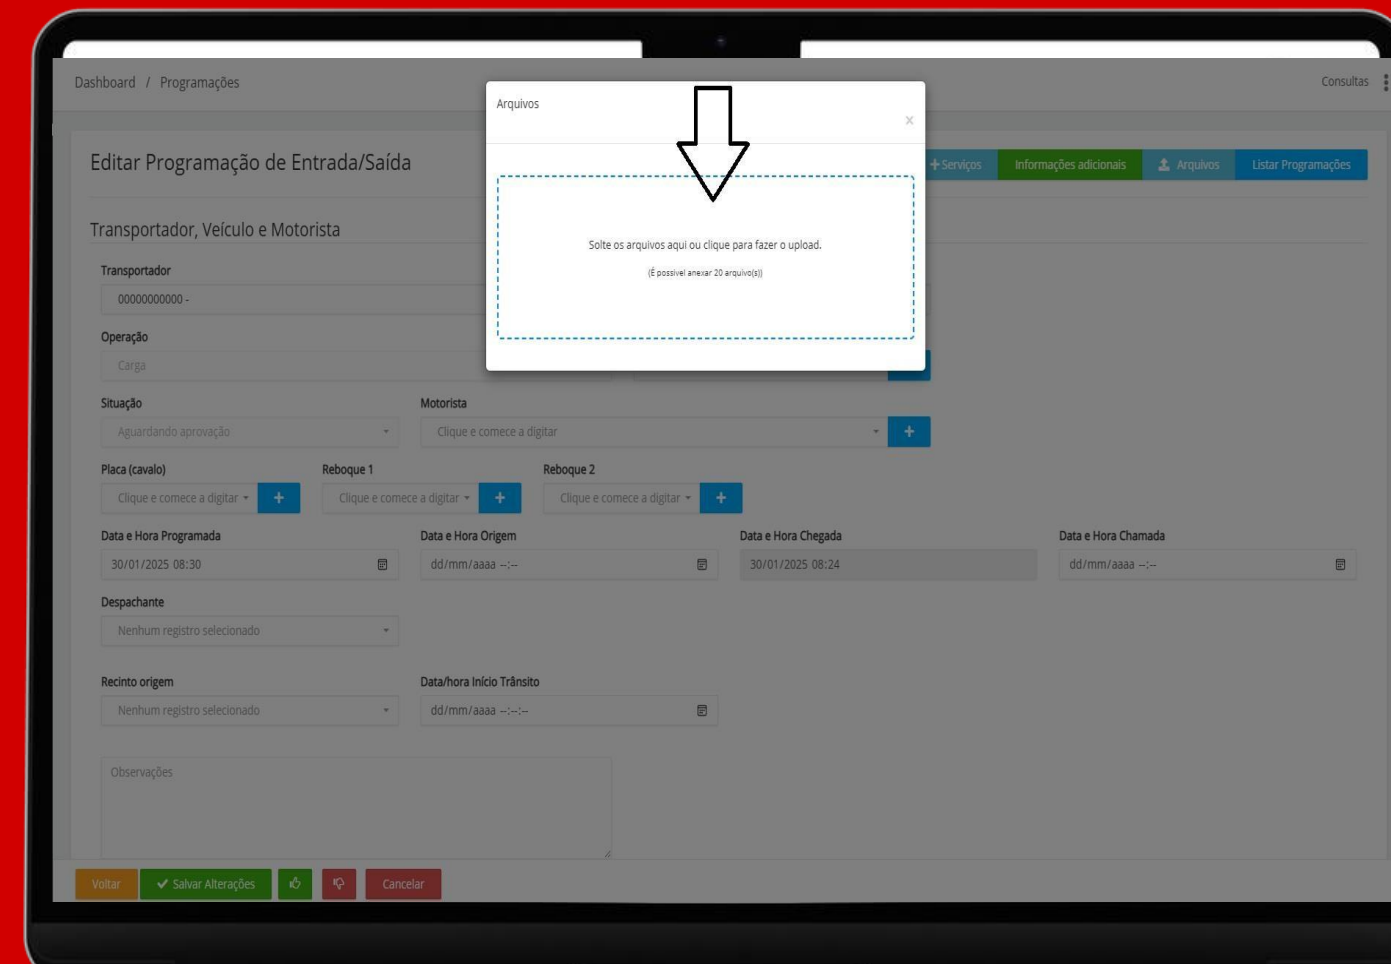 Dashboard / Programações
Consultas
Arquivos
×
Editar Programação de Entrada/Saída
+ Serviços
Informações adicionais
Arquivos
Listar Programações
Solte os arquivos aqui ou clique para fazer o upload.
(É possível anexar 20 arquivo(s))
Transportador, Veículo e Motorista
Transportador
00000000000 -
Operação
Carga
Situação Motorista
Aguardando aprovação Clique e comece a digitar +
Placa (cavalo) Reboque 1 Reboque 2
Clique e comece a digitar + Clique e comece a digitar + Clique e comece a digitar +
Data e Hora Programada Data e Hora Origem Data e Hora Chegada Data e Hora Chamada
30/01/2025 08:30 dd/mm/aaaa --:-- 30/01/2025 08:24 dd/mm/aaaa --:--
Despachante
Nenhum registro selecionado
Recinto origem Data/hora Início Trânsito
Nenhum registro selecionado dd/mm/aaaa --:--:--
Observações
Voltar Salvar Alterações Cancelar